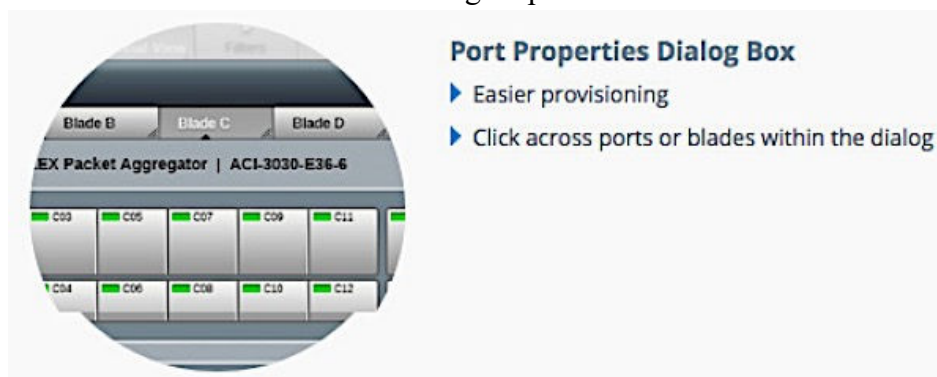 Filters
Port Properties Dialog Box
Easier provisioning
Click across ports or blades within the dialog
Blade B
Blade C
Blade D
EX Packet Aggregator | ACI-3030-E36-6
C03
C05
C07
C09
C11
C04
C06
C08
C10
C12